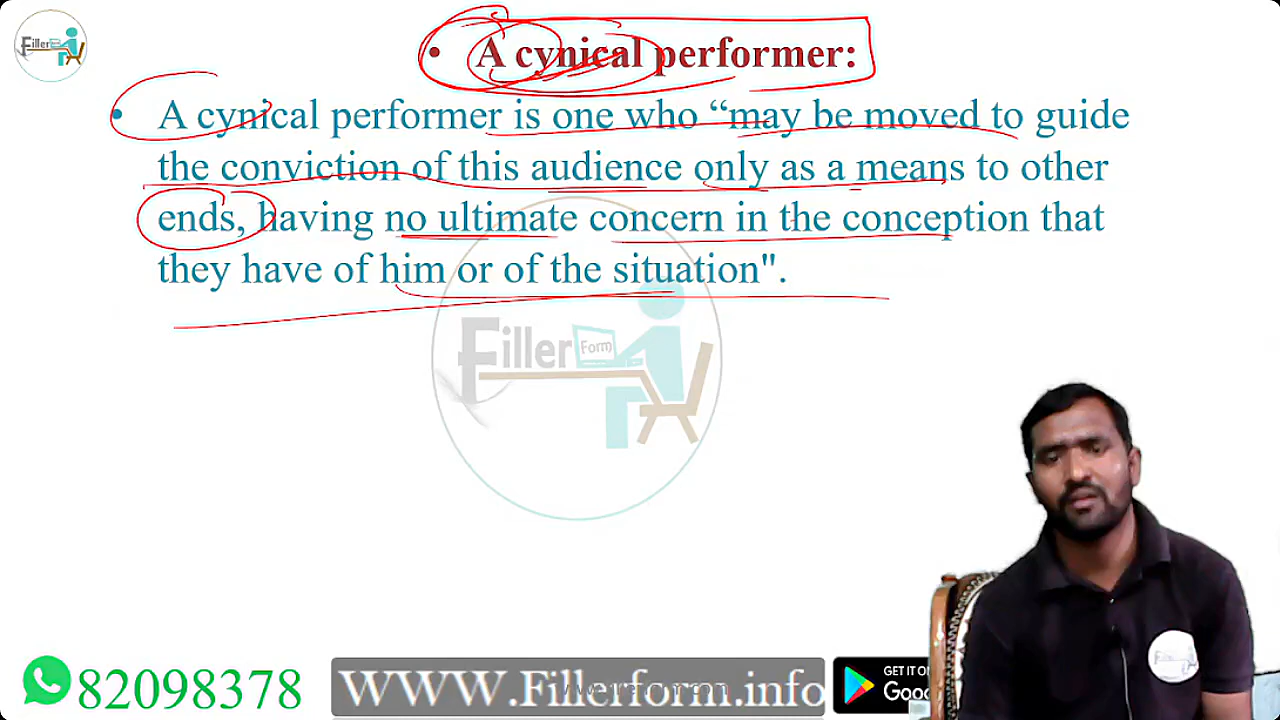 Filler
• A cynical performer:
• A cynical performer is one who “may be moved to guide
the conviction of this audience only as a means to other
ends, having no ultimate concern in the conception that
they have of him or of the situation".
Filler Form
82098378
WWW.Fillerform.info
GET IT ON
Goo